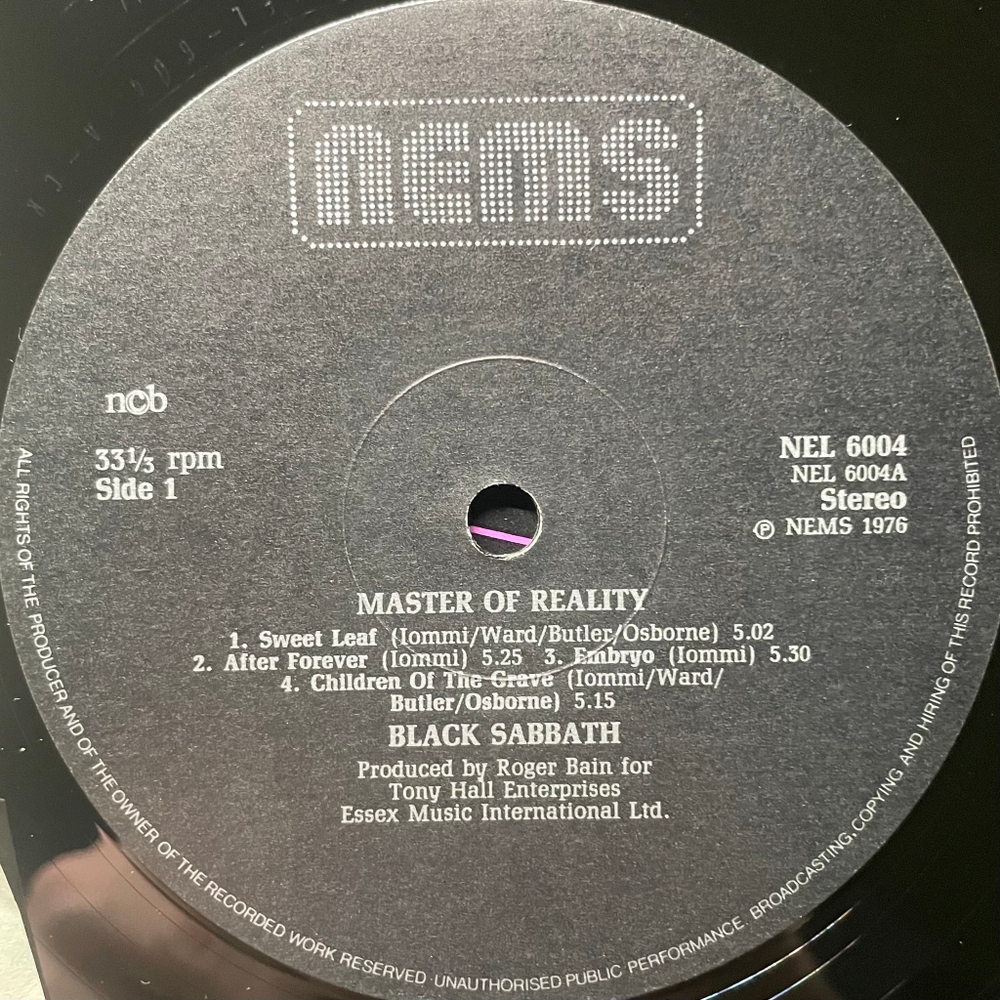 nems
ncb
33⅓ rpm
Side 1
NEL 6004
NEL 6004A
Stereo
Ⓟ NEMS 1976
MASTER OF REALITY
1. Sweet Leaf (Iommi/Ward/Butler/Osborne) 5.02
2. After Forever (Iommi) 5.25 3. Embryo (Iommi) 5.30
4. Children Of The Grave (Iommi/Ward/
Butler/Osborne) 5.15
BLACK SABBATH
Produced by Roger Bain for
Tony Hall Enterprises
Essex Music International Ltd.
ALL RIGHTS OF THE PRODUCER AND OF THE OWNER OF THE RECORDED WORK RESERVED · UNAUTHORISED PUBLIC PERFORMANCE. BROADCASTING, COPYING AND HIRING OF THIS RECORD PROHIBITED